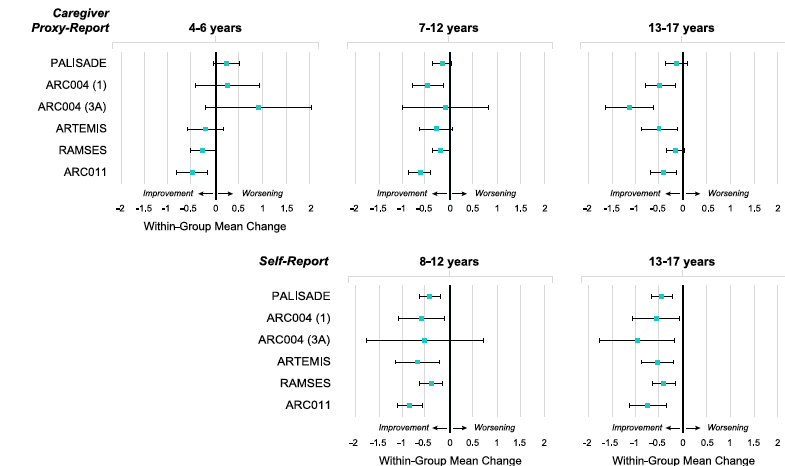 Caregiver
Proxy-Report
4-6 years
7-12 years
13-17 years
PALISADE
ARC004 (1)
ARC004 (3A)
ARTEMIS
RAMSES
ARC011
Improvement Worsening
Improvement Worsening
Improvement Worsening
-2 -1.5 -1 -0.5 0 0.5 1 1.5 2
-2 -1.5 -1 -0.5 0 0.5 1 1.5 2
-2 -1.5 -1 -0.5 0 0.5 1 1.5 2
Within-Group Mean Change
Self-Report
8-12 years
13-17 years
PALISADE
ARC004 (1)
ARC004 (3A)
ARTEMIS
RAMSES
ARC011
Improvement Worsening
Improvement Worsening
-2 -1.5 -1 -0.5 0 0.5 1 1.5 2
-2 -1.5 -1 -0.5 0 0.5 1 1.5 2
Within-Group Mean Change
Within-Group Mean Change